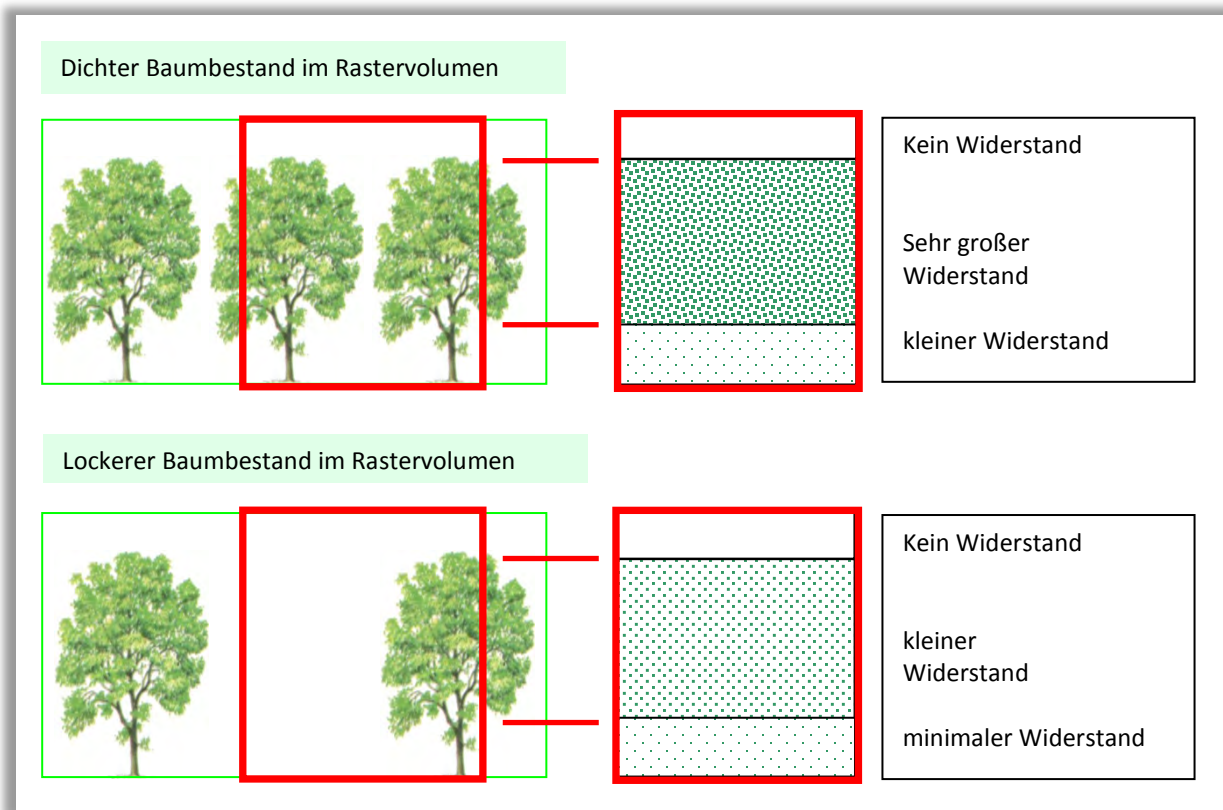 Dichter Baumbestand im Rastervolumen
Kein Widerstand
Sehr großer
Widerstand
kleiner Widerstand
Lockerer Baumbestand im Rastervolumen
Kein Widerstand
kleiner
Widerstand
minimaler Widerstand